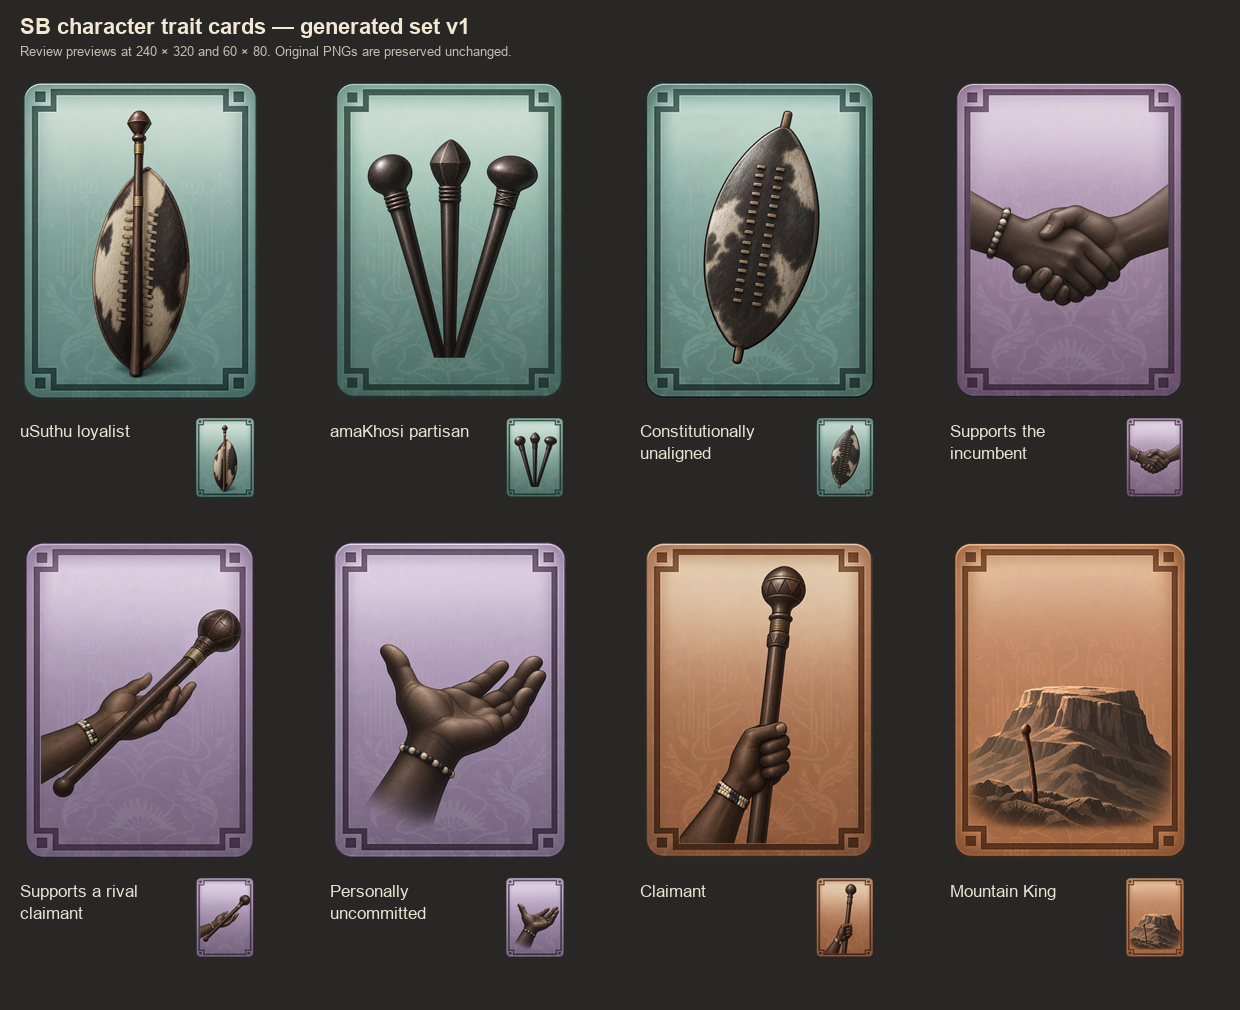 SB character trait cards — generated set v1
Review previews at 240 × 320 and 60 × 80. Original PNGs are preserved unchanged.
uSuthu loyalist
amaKhosi partisan
Constitutionally
unaligned
Supports the
incumbent
Supports a rival
claimant
Personally
uncommitted
Claimant
Mountain King